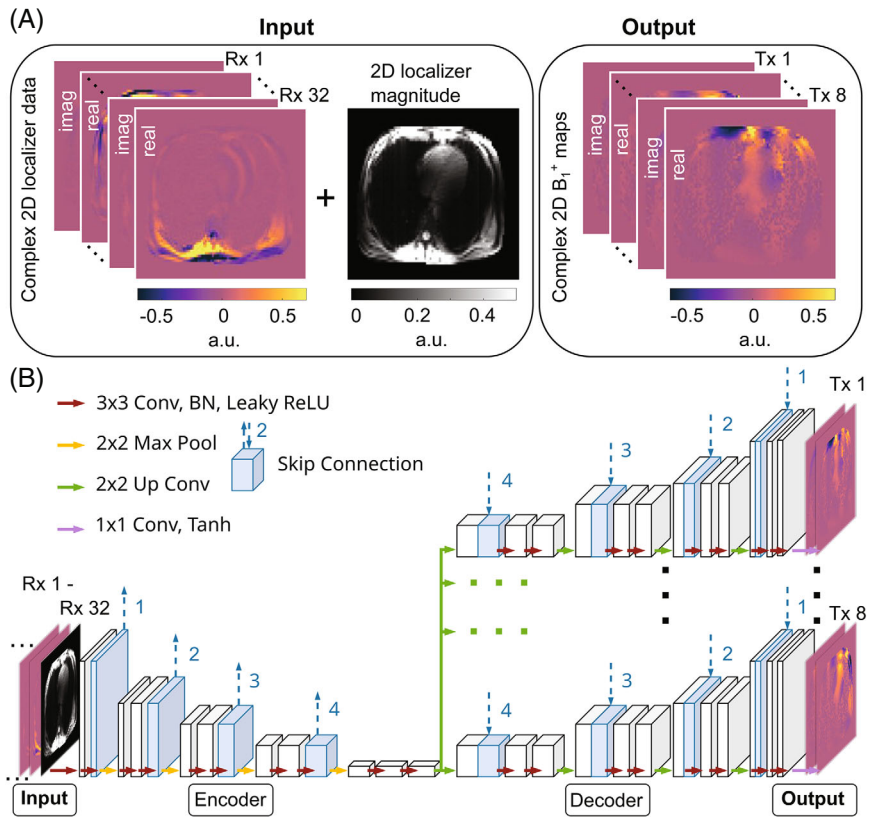 (A)
Input
Output
Complex 2D localizer data
imag
real
imag
real
Rx 1
Rx 32
+
2D localizer
magnitude
Complex 2D B₁⁺ maps
imag
real
imag
real
Tx 1
Tx 8
-0.5 0 0.5
a.u.
0 0.2 0.4
a.u.
-0.5 0 0.5
a.u.
(B)
3x3 Conv, BN, Leaky ReLU
2x2 Max Pool
2x2 Up Conv
1x1 Conv, Tanh
2
Skip Connection
4
3
2
1
Tx 1
Rx 1 -
Rx 32
1
2
3
4
4
3
2
1
Tx 8
Input
Encoder
Decoder
Output